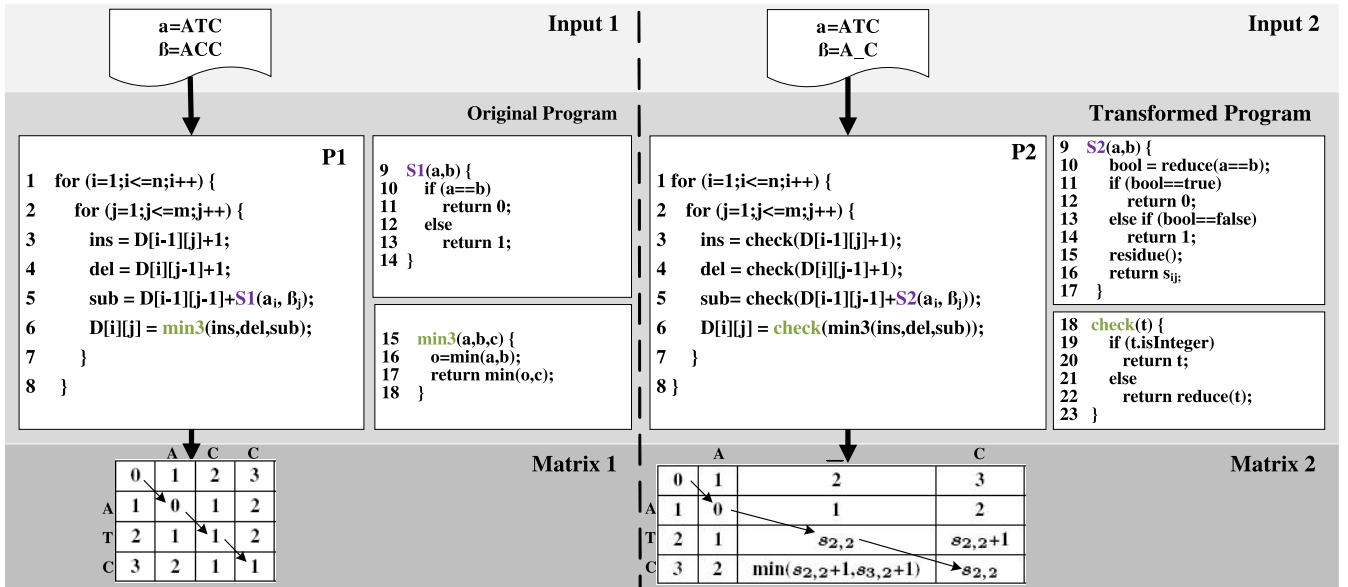 Input 1
a=ATC
ß=ACC
Original Program
P1
1 for (i=1;i<=n;i++) {
2 for (j=1;j<=m;j++) {
3 ins = D[i-1][j]+1;
4 del = D[i][j-1]+1;
5 sub = D[i-1][j-1]+S1(aᵢ, ßⱼ);
6 D[i][j] = min3(ins,del,sub);
7 }
8 }
9 S1(a,b) {
10 if (a==b)
11 return 0;
12 else
13 return 1;
14 }
15 min3(a,b,c) {
16 o=min(a,b);
17 return min(o,c);
18 }
Matrix 1
A C C
0 1 2 3
A 1 0 1 2
T 2 1 1 2
C 3 2 1 1
Input 2
a=ATC
ß=A_C
Transformed Program
P2
1 for (i=1;i<=n;i++) {
2 for (j=1;j<=m;j++) {
3 ins = check(D[i-1][j]+1);
4 del = check(D[i][j-1]+1);
5 sub= check(D[i-1][j-1]+S2(aᵢ, ßⱼ));
6 D[i][j] = check(min3(ins,del,sub));
7 }
8 }
9 S2(a,b) {
10 bool = reduce(a==b);
11 if (bool==true)
12 return 0;
13 else if (bool==false)
14 return 1;
15 residue();
16 return sᵢⱼ;
17 }
18 check(t) {
19 if (t.isInteger)
20 return t;
21 else
22 return reduce(t);
23 }
Matrix 2
A _ C
0 1 2 3
A 1 0 1 2
T 2 1 s2,2 s2,2+1
C 3 2 min(s2,2+1,s3,2+1) s2,2